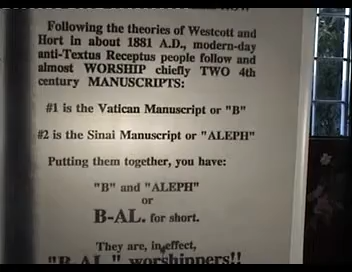 NOW
Following the theories of Westcott and
Hort in about 1881 A.D., modern-day
anti-Textus Receptus people follow and
almost WORSHIP chiefly TWO 4th
century MANUSCRIPTS:
#1 is the Vatican Manuscript or "B"
#2 is the Sinai Manuscript or "ALEPH"
Putting them together, you have:
"B" and "ALEPH"
or
B-AL. for short.
They are, in effect,
"B-AL" worshippers!!